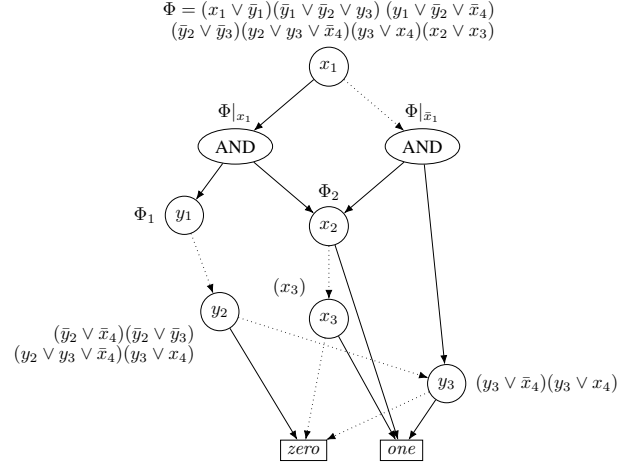 Φ = (x₁ ∨ ȳ₁)(ȳ₁ ∨ ȳ₂ ∨ y₃) (y₁ ∨ ȳ₂ ∨ x̄₄)
(ȳ₂ ∨ ȳ₃)(y₂ ∨ y₃ ∨ x̄₄)(y₃ ∨ x₄)(x₂ ∨ x₃)
x₁
Φ|ₓ₁
Φ|x̄₁
AND
AND
Φ₂
Φ₁
y₁
x₂
(x₃)
y₂
x₃
(ȳ₂ ∨ x̄₄)(ȳ₂ ∨ ȳ₃)
(y₂ ∨ y₃ ∨ x̄₄)(y₃ ∨ x₄)
y₃
(y₃ ∨ x̄₄)(y₃ ∨ x₄)
zero
one